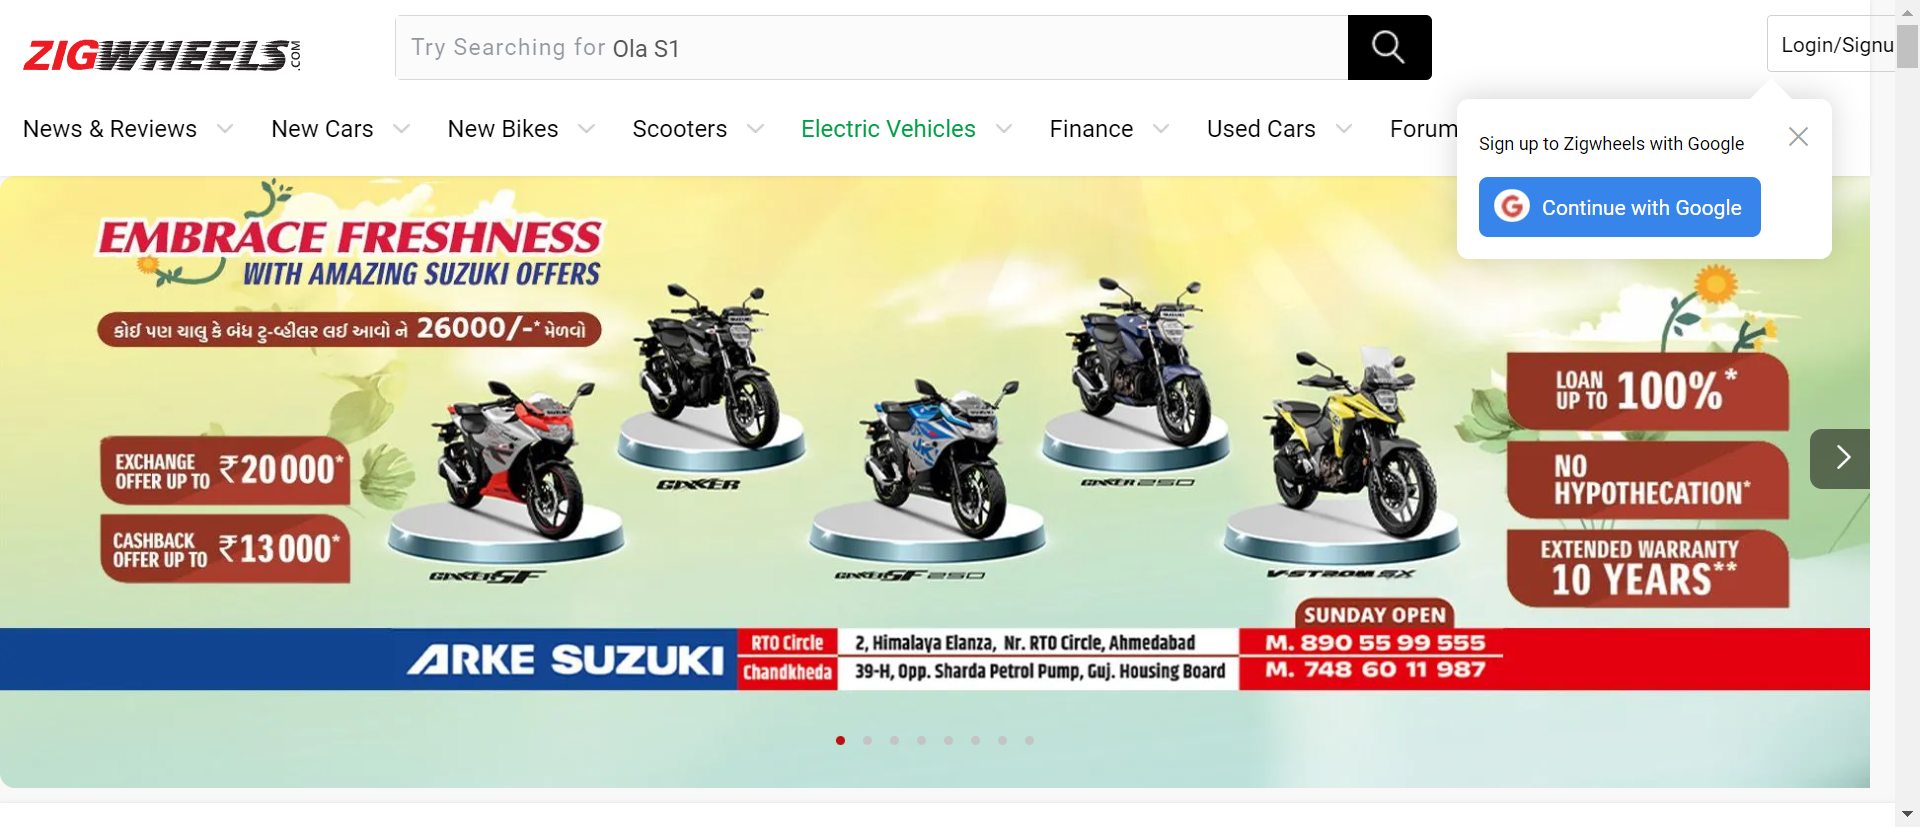 ZIGWHEELS.COM
Try Searching for Ola S1
Login/Signu
News & Reviews
New Cars
New Bikes
Scooters
Electric Vehicles
Finance
Used Cars
Forum
Sign up to Zigwheels with Google
Continue with Google
EMBRACE FRESHNESS
WITH AMAZING SUZUKI OFFERS
કોઈ પણ ચાલુ કે બંધ ટુ-વ્હીલર લઈ આવો ને 26000/-* મેળવો
EXCHANGE
OFFER UP TO ₹20000*
CASHBACK
OFFER UP TO ₹13000*
GIXXER SF
GIXXER
GIXXER SF 250
GIXXER 250
V-STROM SX
LOAN
UP TO 100%*
NO
HYPOTHECATION*
EXTENDED WARRANTY
10 YEARS**
SUNDAY OPEN
ARKE SUZUKI
RTO Circle 2, Himalaya Elanza, Nr. RTO Circle, Ahmedabad M. 890 55 99 555
Chandkheda 39-H, Opp. Sharda Petrol Pump, Guj. Housing Board M. 748 60 11 987